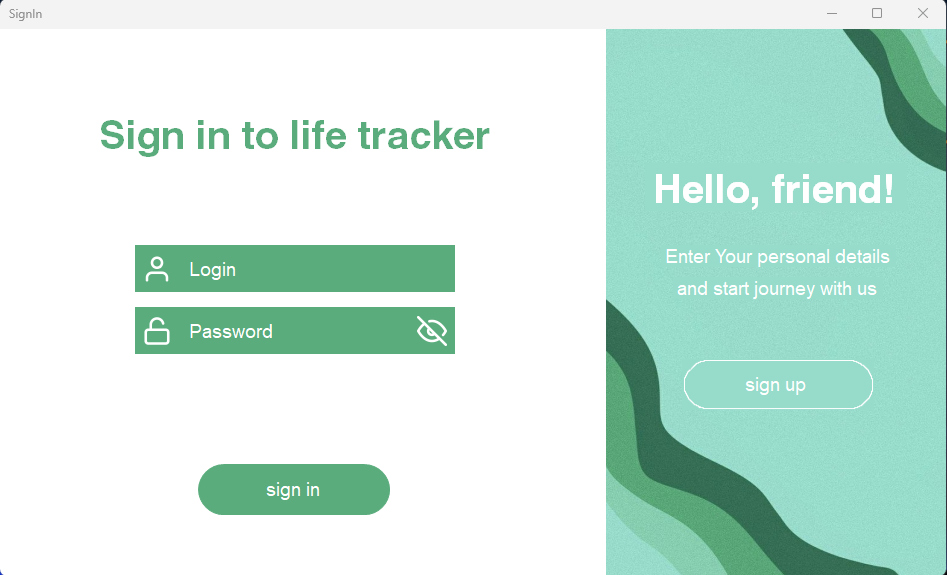 SignIn
Sign in to life tracker
Login
Password
sign in
Hello, friend!
Enter Your personal details
and start journey with us
sign up